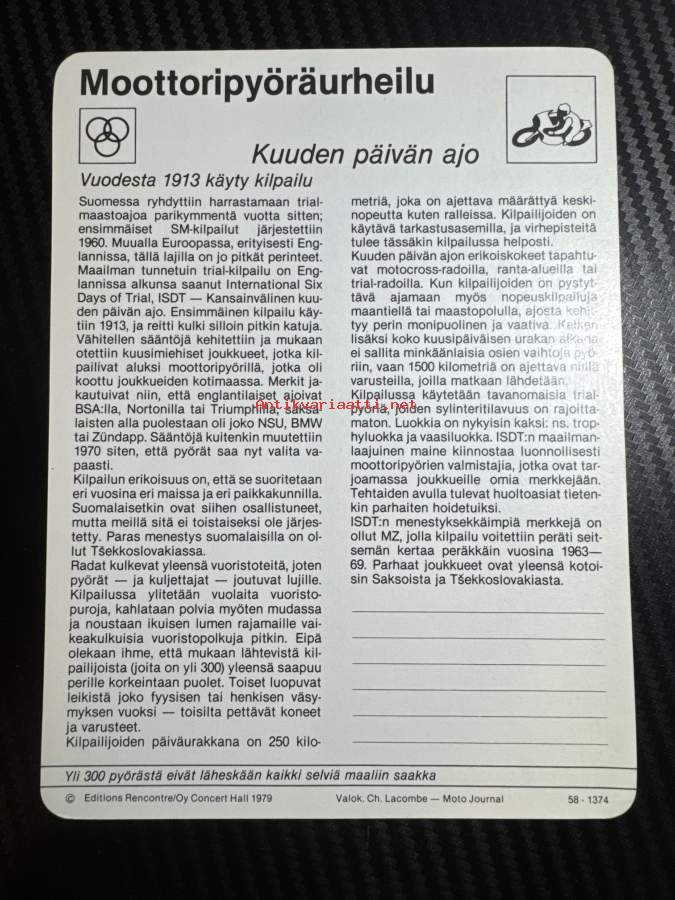 Moottoripyöräurheilu
Kuuden päivän ajo
Vuodesta 1913 käyty kilpailu
Suomessa ryhdyttiin harrastamaan trial-
maastoajoa parikymmentä vuotta sitten;
ensimmäiset SM-kilpailut järjestettiin
1960. Muualla Euroopassa, erityisesti Eng-
lannissa, tällä lajilla on jo pitkät perinteet.
Maailman tunnetuin trial-kilpailu on Eng-
lannissa alkunsa saanut International Six
Days of Trial, ISDT — Kansainvälinen kuu-
den päivän ajo. Ensimmäinen kilpailu käy-
tiin 1913, ja reitti kulki silloin pitkin katuja.
Vähitellen sääntöjä kehitettiin ja mukaan
otettiin kuusimiehiset joukkueet, jotka kil-
pailivat aluksi moottoripyörillä, jotka oli
koottu joukkueiden kotimaassa. Merkit ja-
kautuivat niin, että englantilaiset ajoivat
BSA:lla, Nortonilla tai Triumphilla, saksa-
laisten alla puolestaan oli joko NSU, BMW
tai Zündapp. Sääntöjä kuitenkin muutettiin
1970 siten, että pyörät saa nyt valita va-
paasti.
Kilpailun erikoisuus on, että se suoritetaan
eri vuosina eri maissa ja eri paikkakunnilla.
Suomalaisetkin ovat siihen osallistuneet,
mutta meillä sitä ei toistaiseksi ole järjes-
tetty. Paras menestys suomalaisilla on ol-
lut Tšekkoslovakiassa.
Radat kulkevat yleensä vuoristoteitä, joten
pyörät — ja kuljettajat — joutuvat lujille.
Kilpailussa ylitetään vuolaita vuoristo-
puroja, kahlataan polvia myöten mudassa
ja noustaan ikuisen lumen rajamaille vai-
keakulkuisia vuoristopolkuja pitkin. Eipä
olekaan ihme, että mukaan lähtevistä kil-
pailijoista (joita on yli 300) yleensä saapuu
perille korkeintaan puolet. Toiset luopuvat
leikistä joko fyysisen tai henkisen väsy-
myksen vuoksi — toisilta pettävät koneet
ja varusteet.
Kilpailijoiden päiväurakkana on 250 kilo-
metriä, joka on ajettava määrättyä keski-
nopeutta kuten ralleissa. Kilpailijoiden on
käytävä tarkastusasemilla, ja virhepisteitä
tulee tässäkin kilpailussa helposti.
Kuuden päivän ajon erikoiskokeet tapahtu-
vat motocross-radoilla, ranta-alueilla tai
trial-radoilla. Kun kilpailijoiden on pystyt-
tävä ajamaan myös nopeuskilpailuja
maantiellä tai maastopolulla, ajosta kehit-
tyy perin monipuolinen ja vaativa. Kaiken
lisäksi koko kuusipäiväisen urakan aikana
ei sallita minkäänlaisia osien vaihtoja pyö-
riin, vaan 1500 kilometriä on ajettava niillä
varusteilla, joilla matkaan lähdetään.
Kilpailussa käytetään tavanomaisia trial-
pyöriä, joiden sylinteritilavuus on rajoitta-
maton. Luokkia on nykyisin kaksi: ns. trop-
hyluokka ja vaasiluokka. ISDT:n maailman-
laajuinen maine kiinnostaa luonnollisesti
moottoripyörien valmistajia, jotka ovat tar-
joamassa joukkueille omia merkkejään.
Tehtaiden avulla tulevat huoltoasiat tieten-
kin parhaiten hoidetuiksi.
ISDT:n menestyksekkäimpiä merkkejä on
ollut MZ, jolla kilpailu voitettiin peräti seit-
semän kertaa peräkkäin vuosina 1963—
69. Parhaat joukkueet ovat yleensä kotoi-
sin Saksoista ja Tšekkoslovakiasta.
Antikvariaatti.net
Yli 300 pyörästä eivät läheskään kaikki selviä maaliin saakka
© Editions Rencontre/Oy Concert Hall 1979 Valok. Ch. Lacombe — Moto Journal 58 - 1374